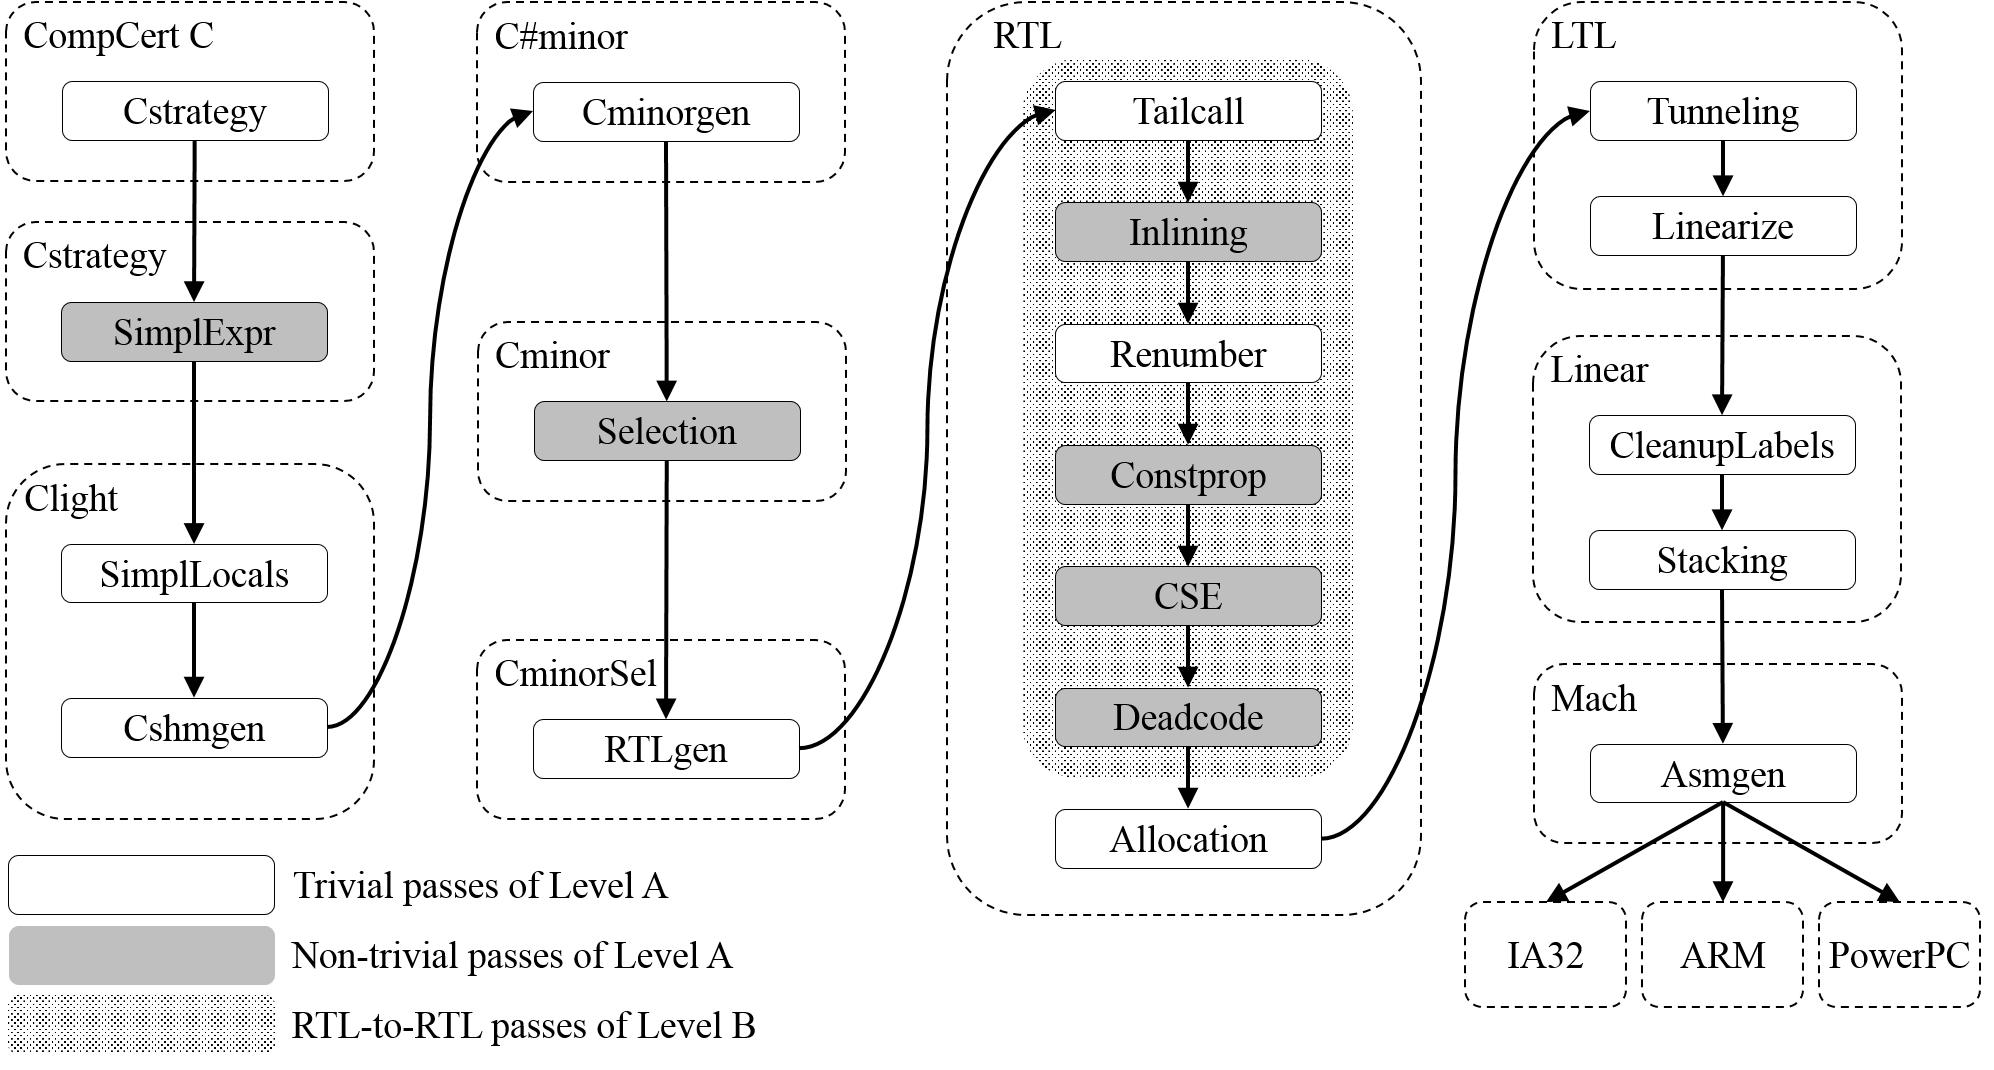 CompCert C
Cstrategy
Cstrategy
SimplExpr
Clight
SimplLocals
Cshmgen
C#minor
Cminorgen
Cminor
Selection
CminorSel
RTLgen
RTL
Tailcall
Inlining
Renumber
Constprop
CSE
Deadcode
Allocation
LTL
Tunneling
Linearize
Linear
CleanupLabels
Stacking
Mach
Asmgen
IA32
ARM
PowerPC
Trivial passes of Level A
Non-trivial passes of Level A
RTL-to-RTL passes of Level B